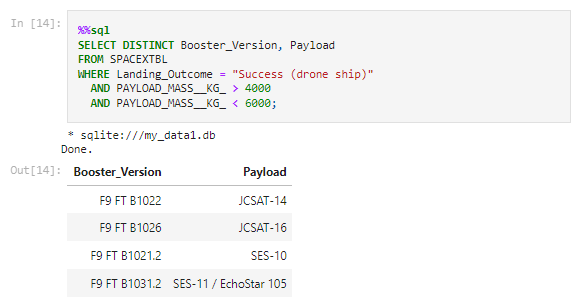 In [14]:
%%sql
SELECT DISTINCT Booster_Version, Payload
FROM SPACEXTBL
WHERE Landing_Outcome = "Success (drone ship)"
  AND PAYLOAD_MASS__KG_ > 4000
  AND PAYLOAD_MASS__KG_ < 6000;
* sqlite:///my_data1.db
Done.
Out[14]:
Booster_Version Payload
F9 FT B1022 JCSAT-14
F9 FT B1026 JCSAT-16
F9 FT B1021.2 SES-10
F9 FT B1031.2 SES-11 / EchoStar 105